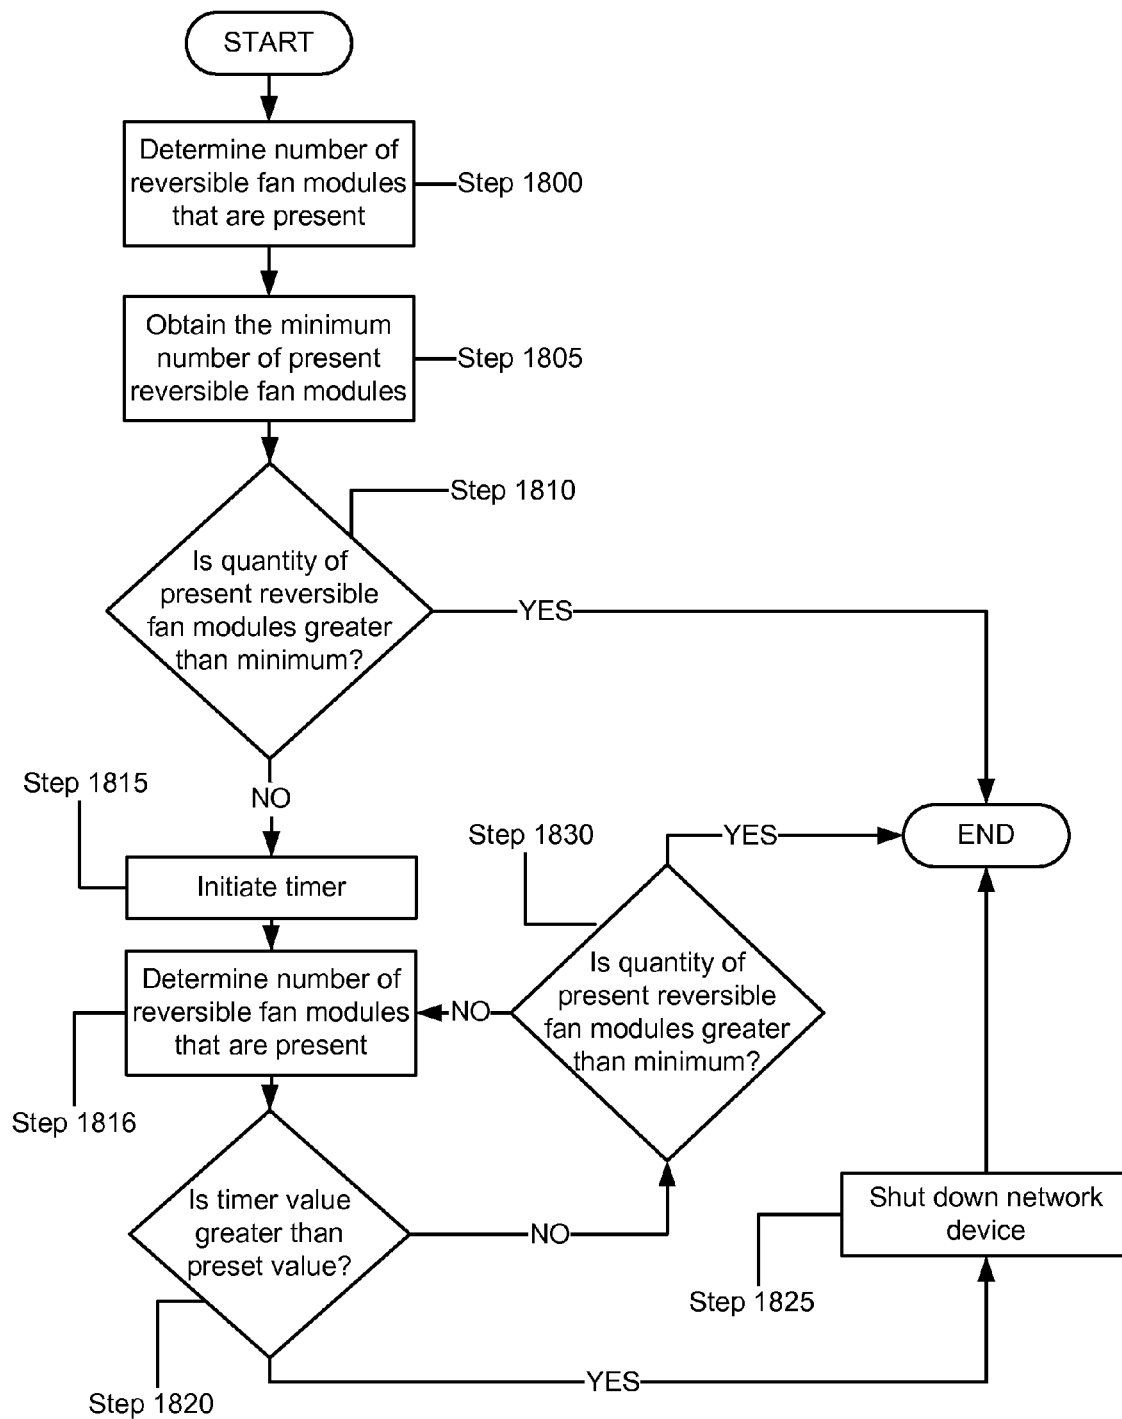 START
Determine number of
reversible fan modules
that are present
Step 1800
Obtain the minimum
number of present
reversible fan modules
Step 1805
Step 1810
Is quantity of
present reversible
fan modules greater
than minimum?
YES
NO
Step 1815
Initiate timer
Step 1830
YES
END
Determine number of
reversible fan modules
that are present
NO
Is quantity of
present reversible
fan modules greater
than minimum?
Step 1816
Is timer value
greater than
preset value?
NO
Shut down network
device
Step 1825
YES
Step 1820